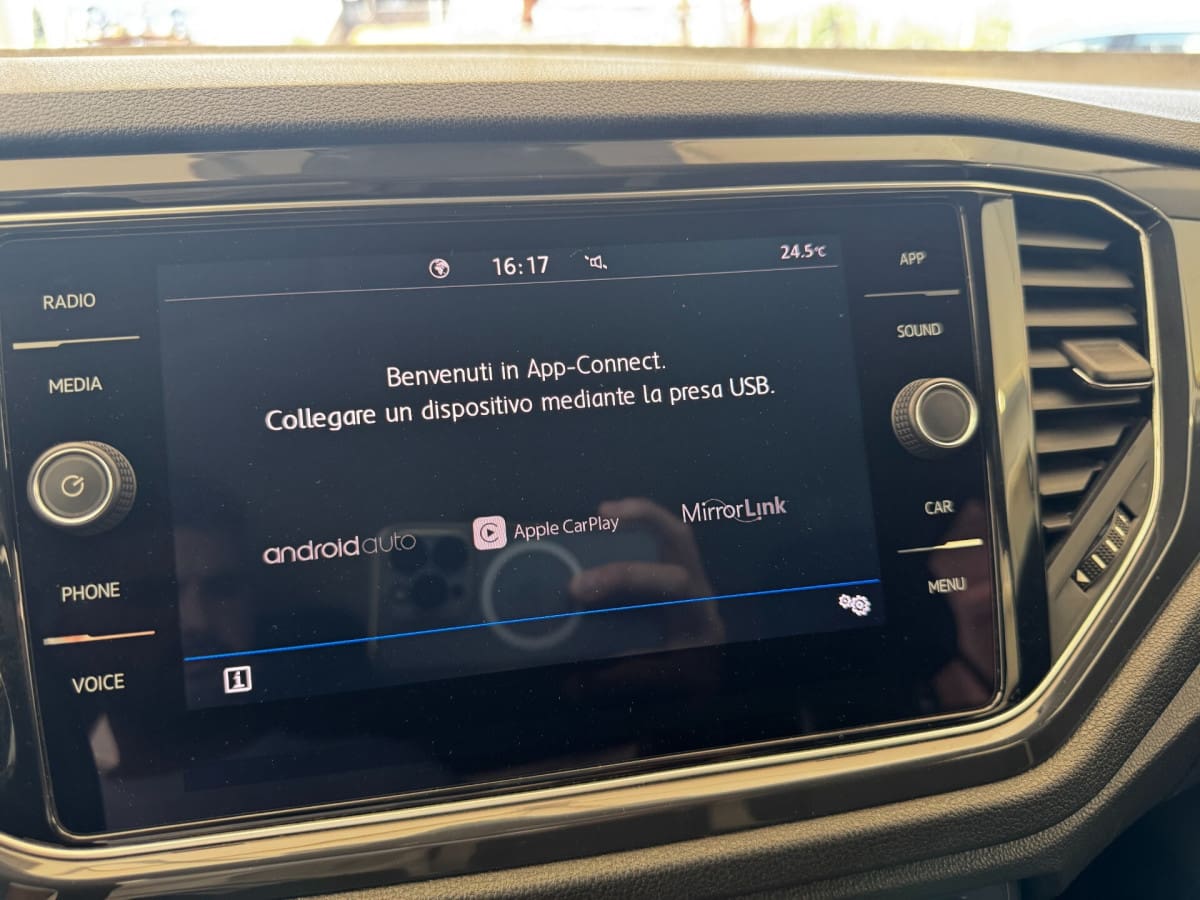 16:17
24.5°C
RADIO
MEDIA
PHONE
VOICE
Benvenuti in App-Connect.
Collegare un dispositivo mediante la presa USB.
androidauto
Apple CarPlay
MirrorLink
i
APP
SOUND
CAR
MENU